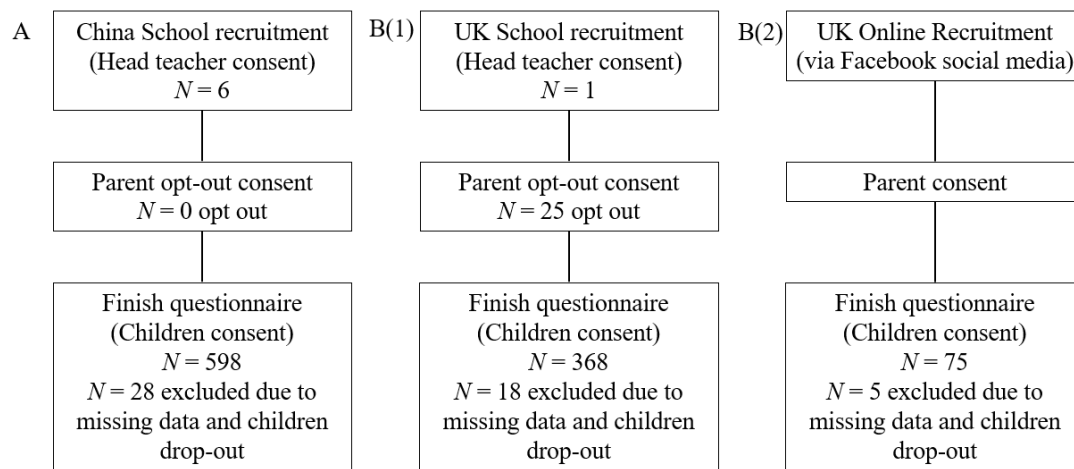 A
China School recruitment
(Head teacher consent)
N = 6
Parent opt-out consent
N = 0 opt out
Finish questionnaire
(Children consent)
N = 598
N = 28 excluded due to
missing data and children
drop-out
B(1)
UK School recruitment
(Head teacher consent)
N = 1
Parent opt-out consent
N = 25 opt out
Finish questionnaire
(Children consent)
N = 368
N = 18 excluded due to
missing data and children
drop-out
B(2)
UK Online Recruitment
(via Facebook social media)
Parent consent
Finish questionnaire
(Children consent)
N = 75
N = 5 excluded due to
missing data and children
drop-out